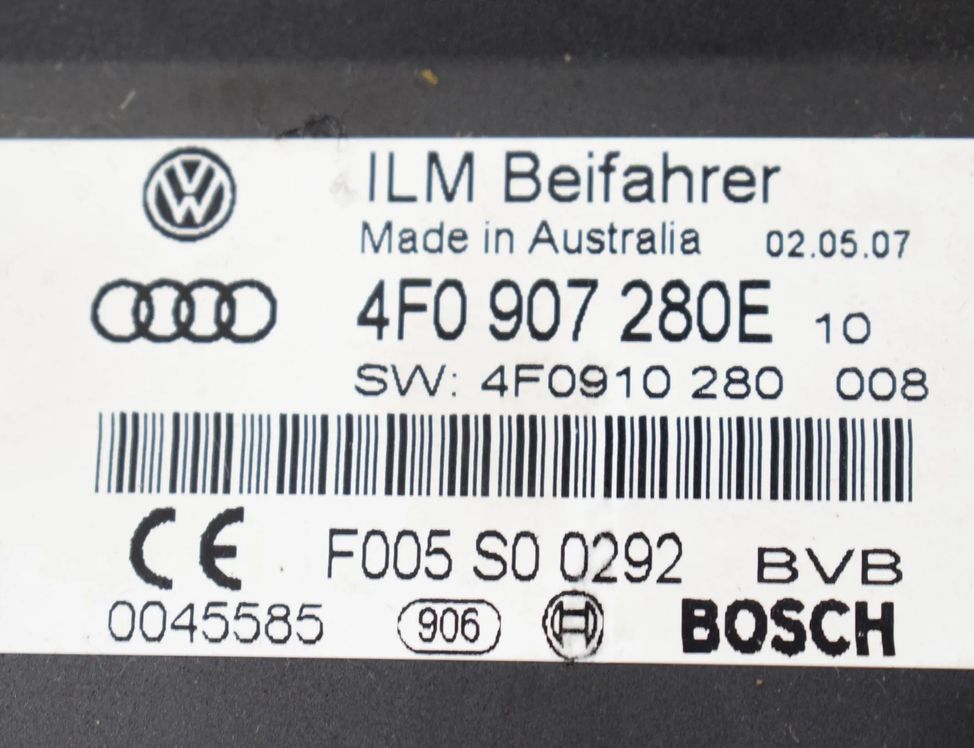 ILM Beifahrer
Made in Australia 02.05.07
4F0 907 280E 10
SW: 4F0910 280 008
CE F005 S0 0292 BVB
0045585 906 BOSCH